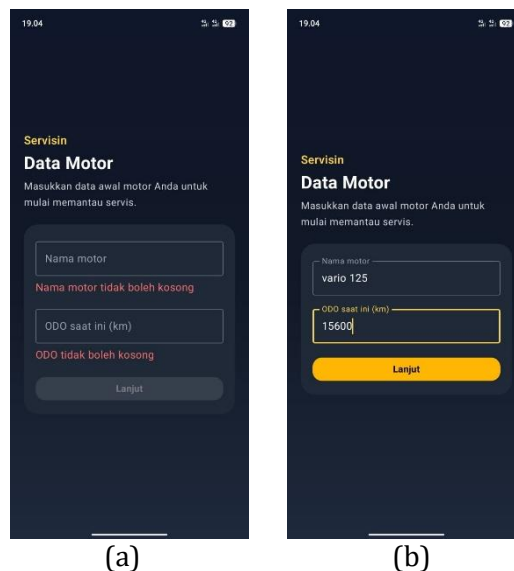 19.04
92
Servisin
Data Motor
Masukkan data awal motor Anda untuk
mulai memantau servis.
Nama motor
Nama motor tidak boleh kosong
ODO saat ini (km)
ODO tidak boleh kosong
Lanjut
(a)
19.04
92
Servisin
Data Motor
Masukkan data awal motor Anda untuk
mulai memantau servis.
Nama motor
vario 125
ODO saat ini (km)
15600
Lanjut
(b)